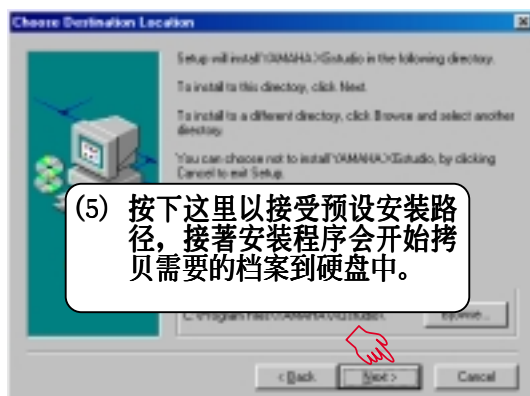 Choose Destination Location
Setup will install YAMAHA XGstudio in the following directory.
To install to this directory, click Next.
To install to a different directory, click Browse and select another
directory.
You can choose not to install YAMAHA XGstudio, by clicking
Cancel to exit Setup.
(5) 按下这里以接受预设安装路
径，接著安装程序会开始拷
贝需要的档案到硬盘中。
C:\Program Files\YAMAHA\XGstudio\
Browse...
< Back
Next >
Cancel